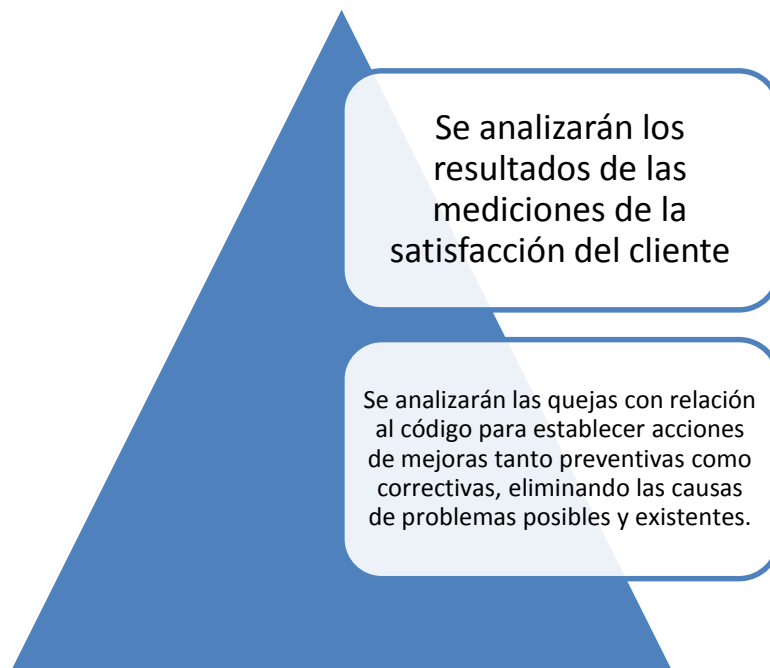 Se analizarán los
resultados de las
mediciones de la
satisfacción del cliente
Se analizarán las quejas con relación
al código para establecer acciones
de mejoras tanto preventivas como
correctivas, eliminando las causas
de problemas posibles y existentes.